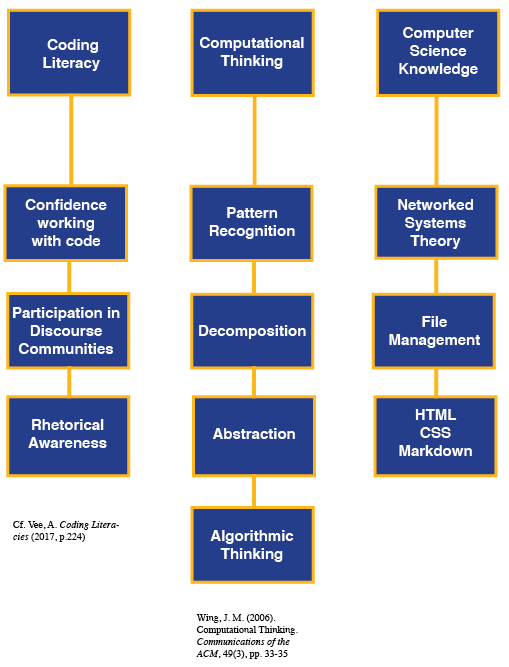 Coding
Literacy
Confidence
working
with code
Participation in
Discourse
Communities
Rhetorical
Awareness
Cf. Vee, A. Coding Litera-
cies (2017, p.224)
Computational
Thinking
Pattern
Recognition
Decomposition
Abstraction
Algorithmic
Thinking
Wing, J. M. (2006).
Computational Thinking.
Communications of the
ACM, 49(3), pp. 33-35
Computer
Science
Knowledge
Networked
Systems
Theory
File
Management
HTML
CSS
Markdown